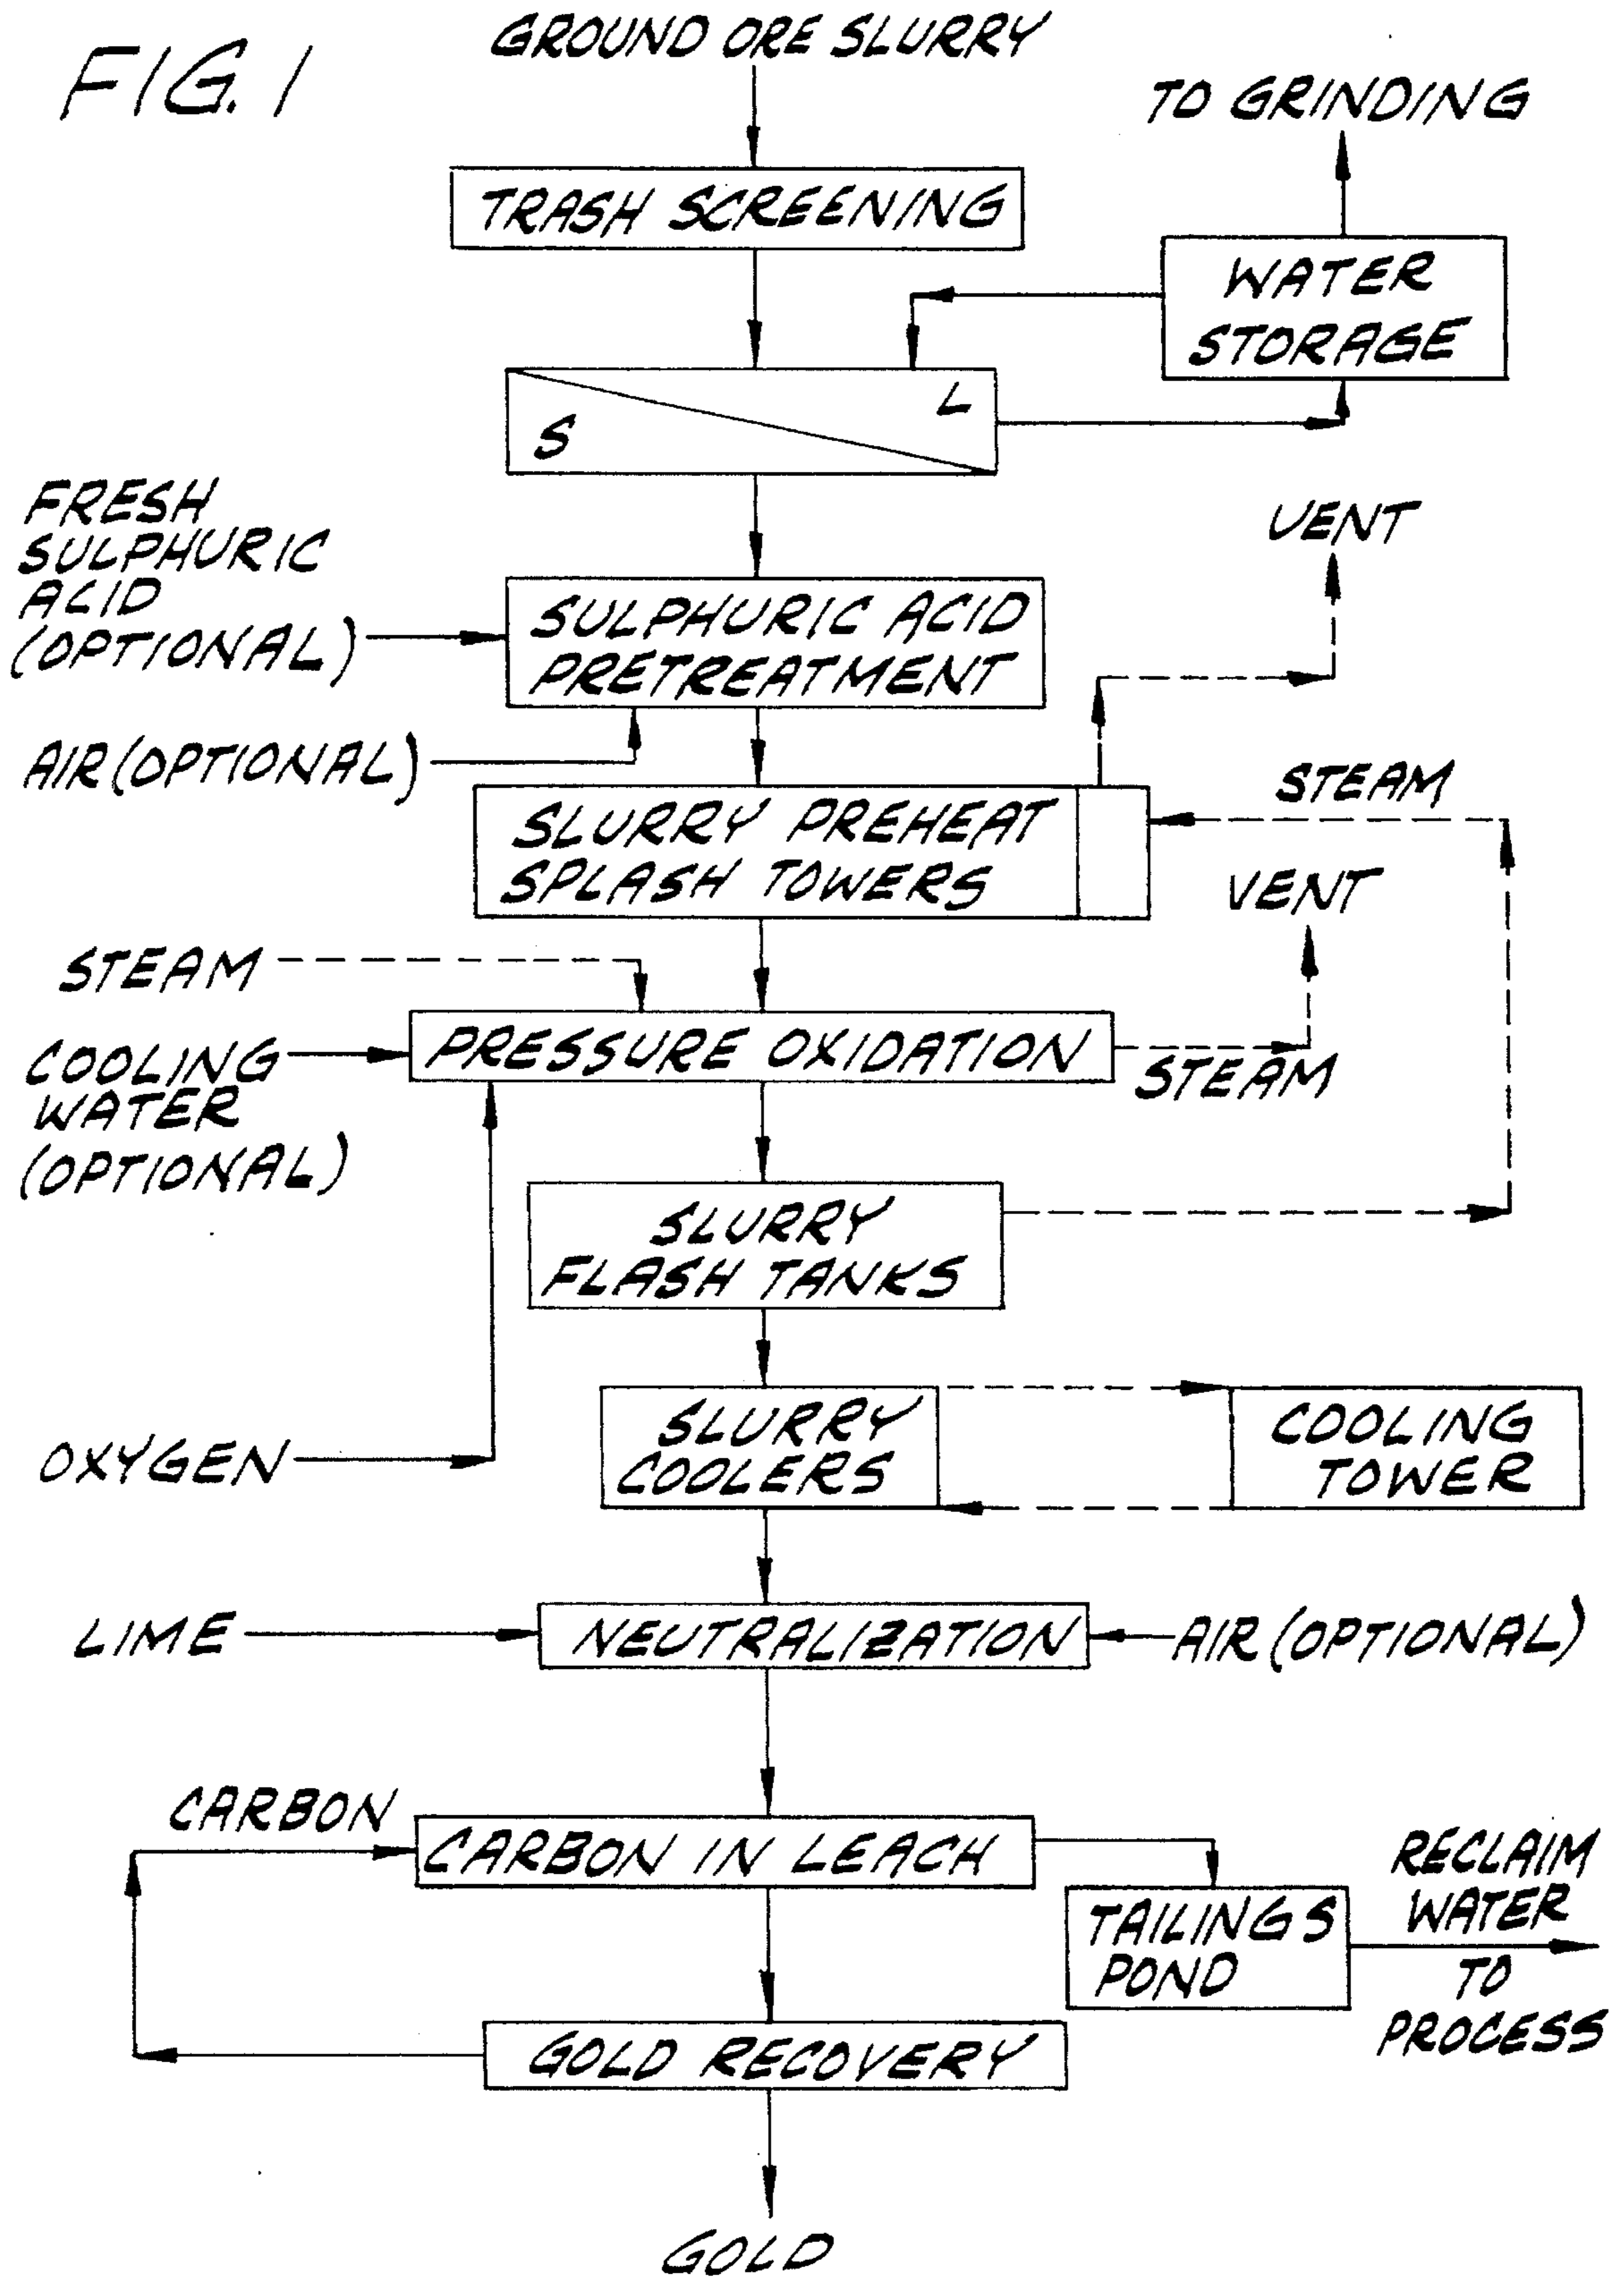 FIG. 1
GROUND ORE SLURRY
TO GRINDING
TRASH SCREENING
WATER
STORAGE
L
S
FRESH
SULPHURIC
ACID
(OPTIONAL)
VENT
SULPHURIC ACID
PRETREATMENT
AIR (OPTIONAL)
STEAM
SLURRY PREHEAT
SPLASH TOWERS
VENT
STEAM
COOLING
WATER
(OPTIONAL)
PRESSURE OXIDATION
STEAM
SLURRY
FLASH TANKS
OXYGEN
SLURRY
COOLERS
COOLING
TOWER
LIME
NEUTRALIZATION
AIR (OPTIONAL)
CARBON
CARBON IN LEACH
TAILINGS
POND
RECLAIM
WATER
TO
PROCESS
GOLD RECOVERY
GOLD